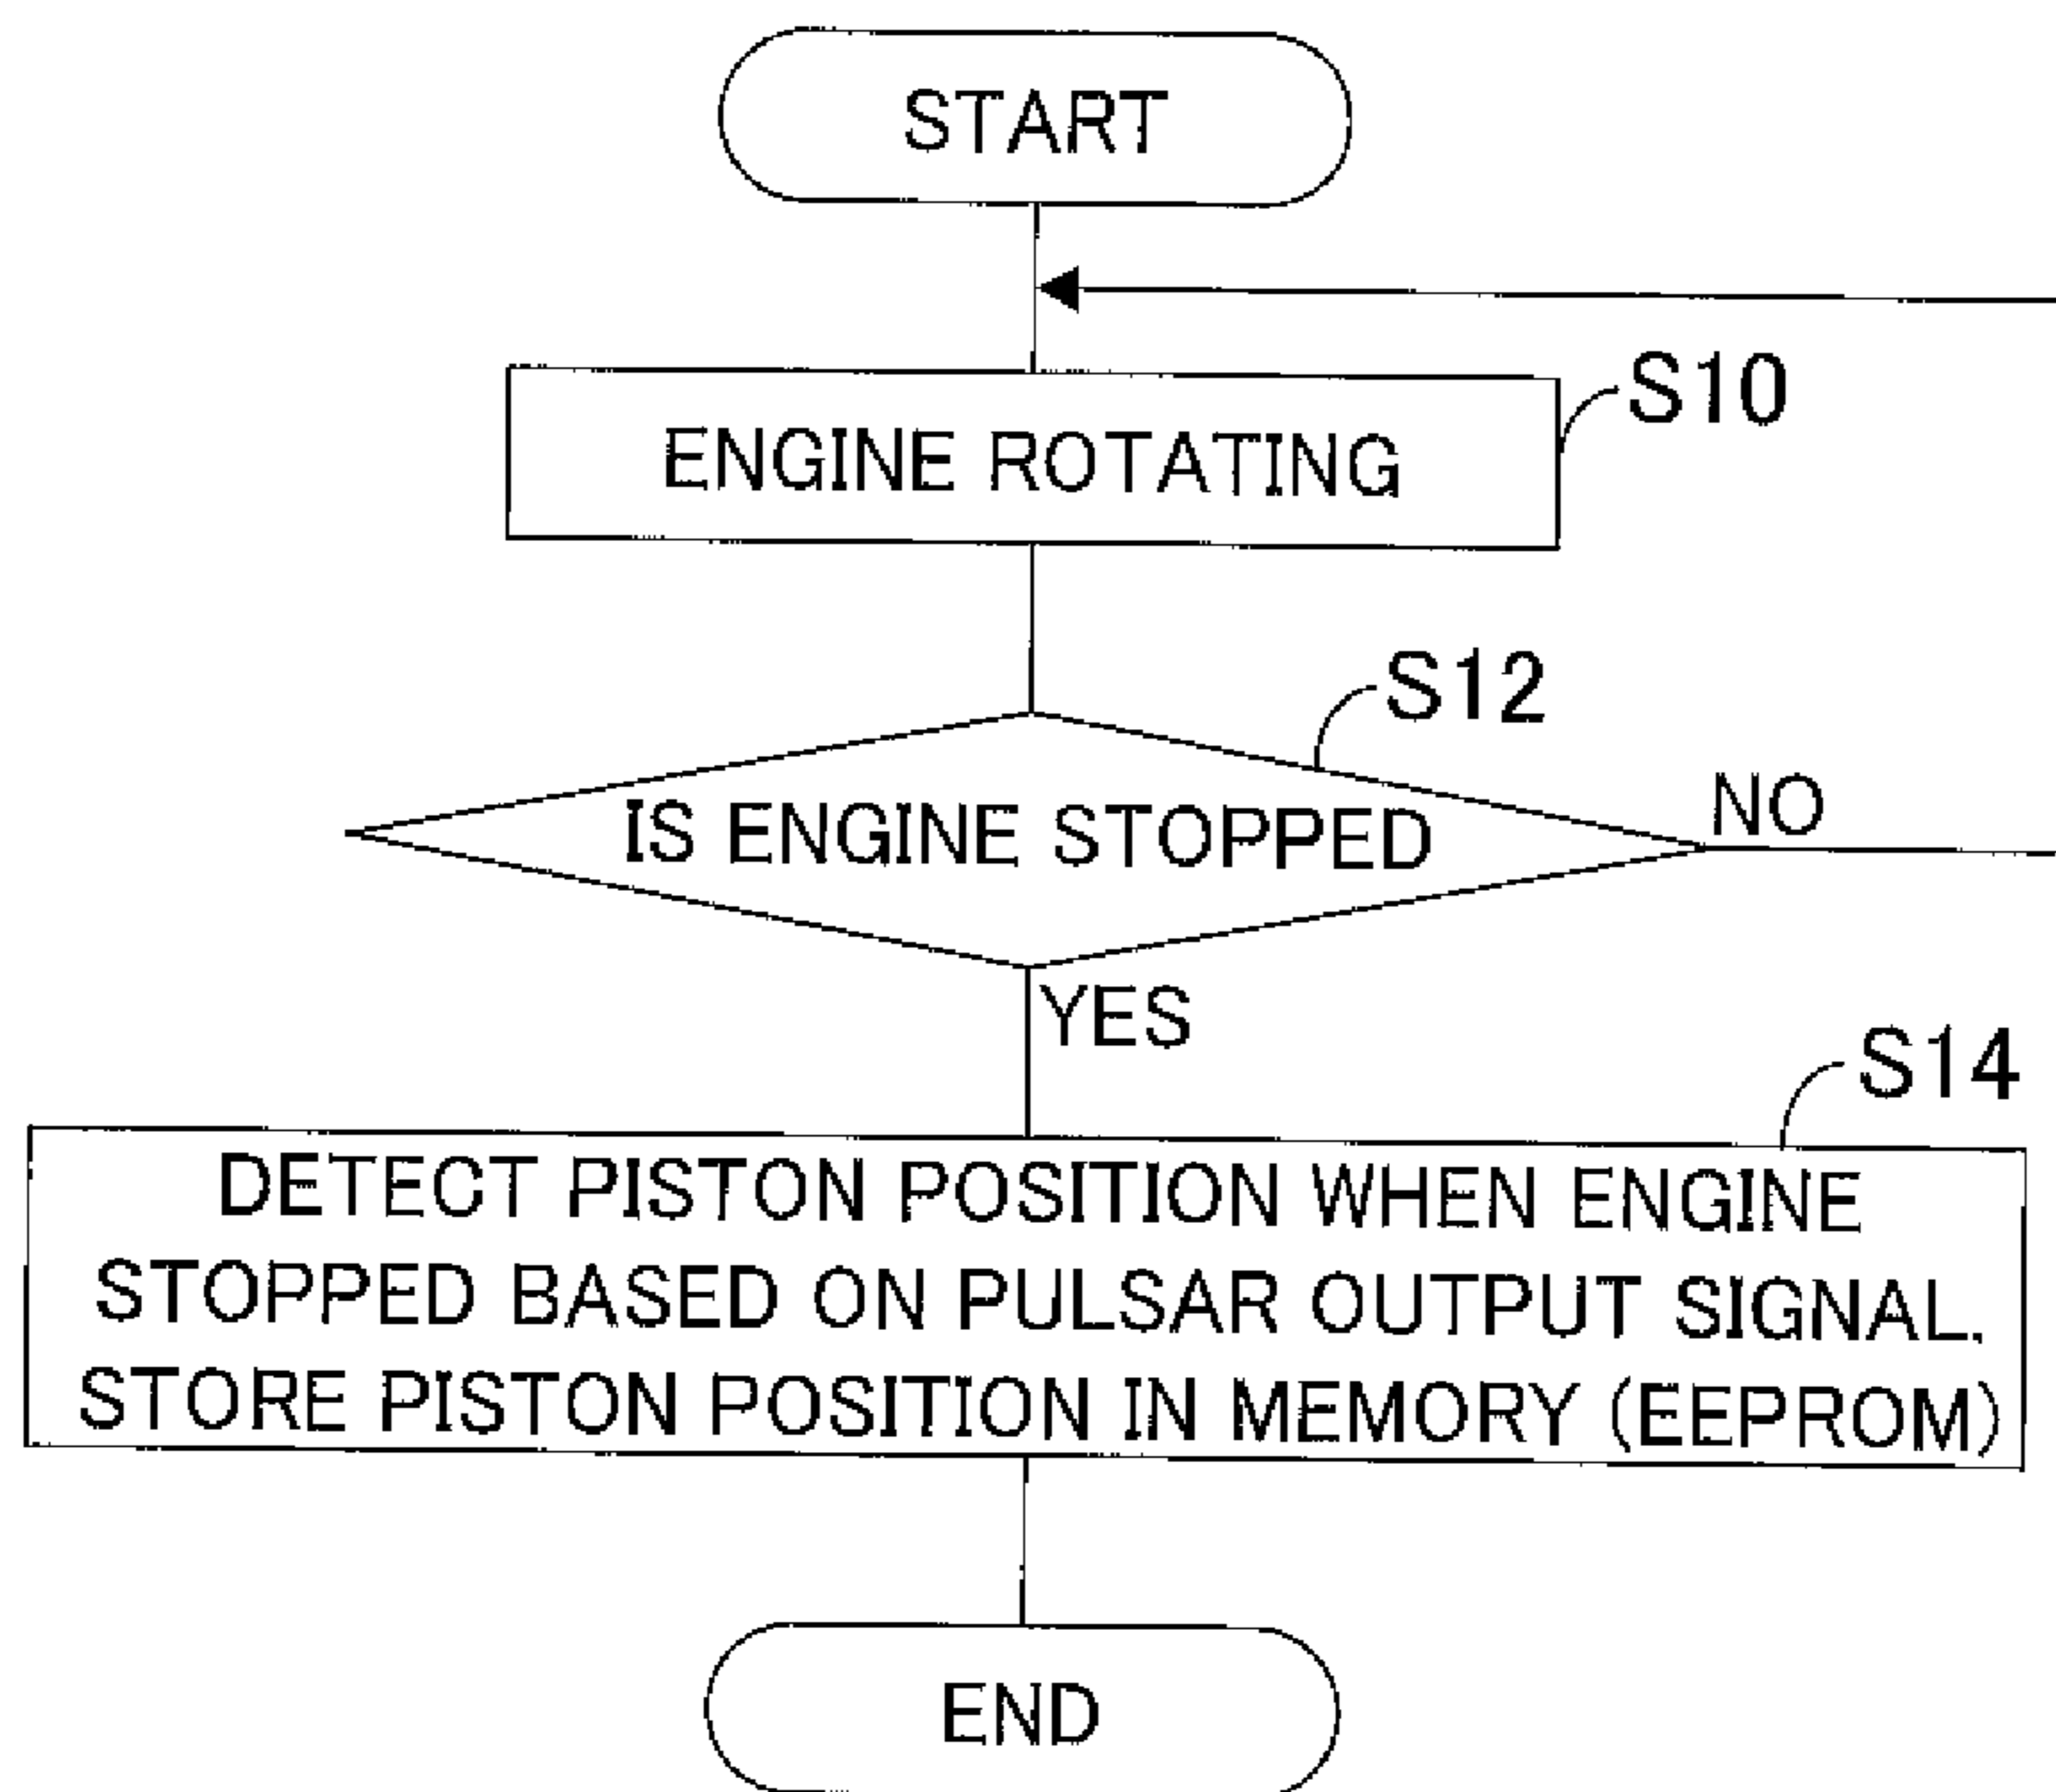 START
ENGINE ROTATING
S10
S12
IS ENGINE STOPPED
NO
YES
S14
DETECT PISTON POSITION WHEN ENGINE
STOPPED BASED ON PULSAR OUTPUT SIGNAL.
STORE PISTON POSITION IN MEMORY (EEPROM)
END